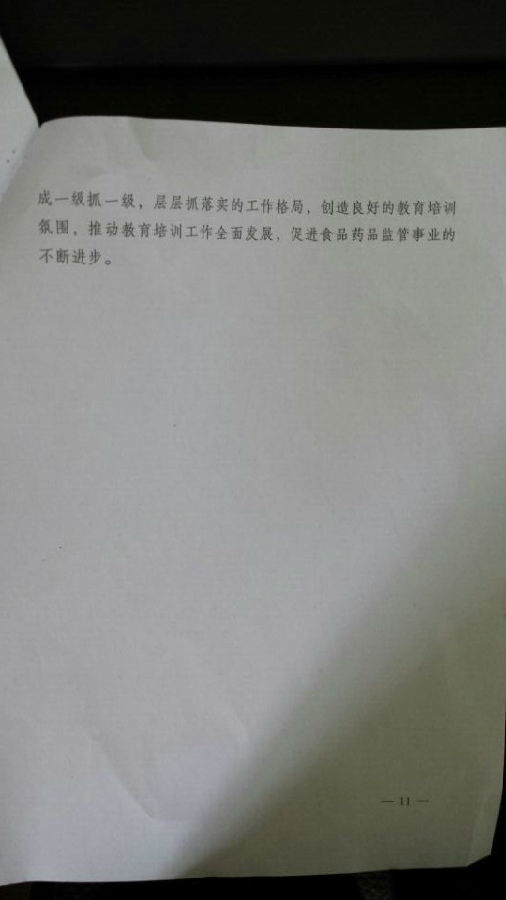 成一级抓一级，层层抓落实的工作格局，创造良好的教育培训
氛围，推动教育培训工作全面发展，促进食品药品监管事业的
不断进步。
— 11 —